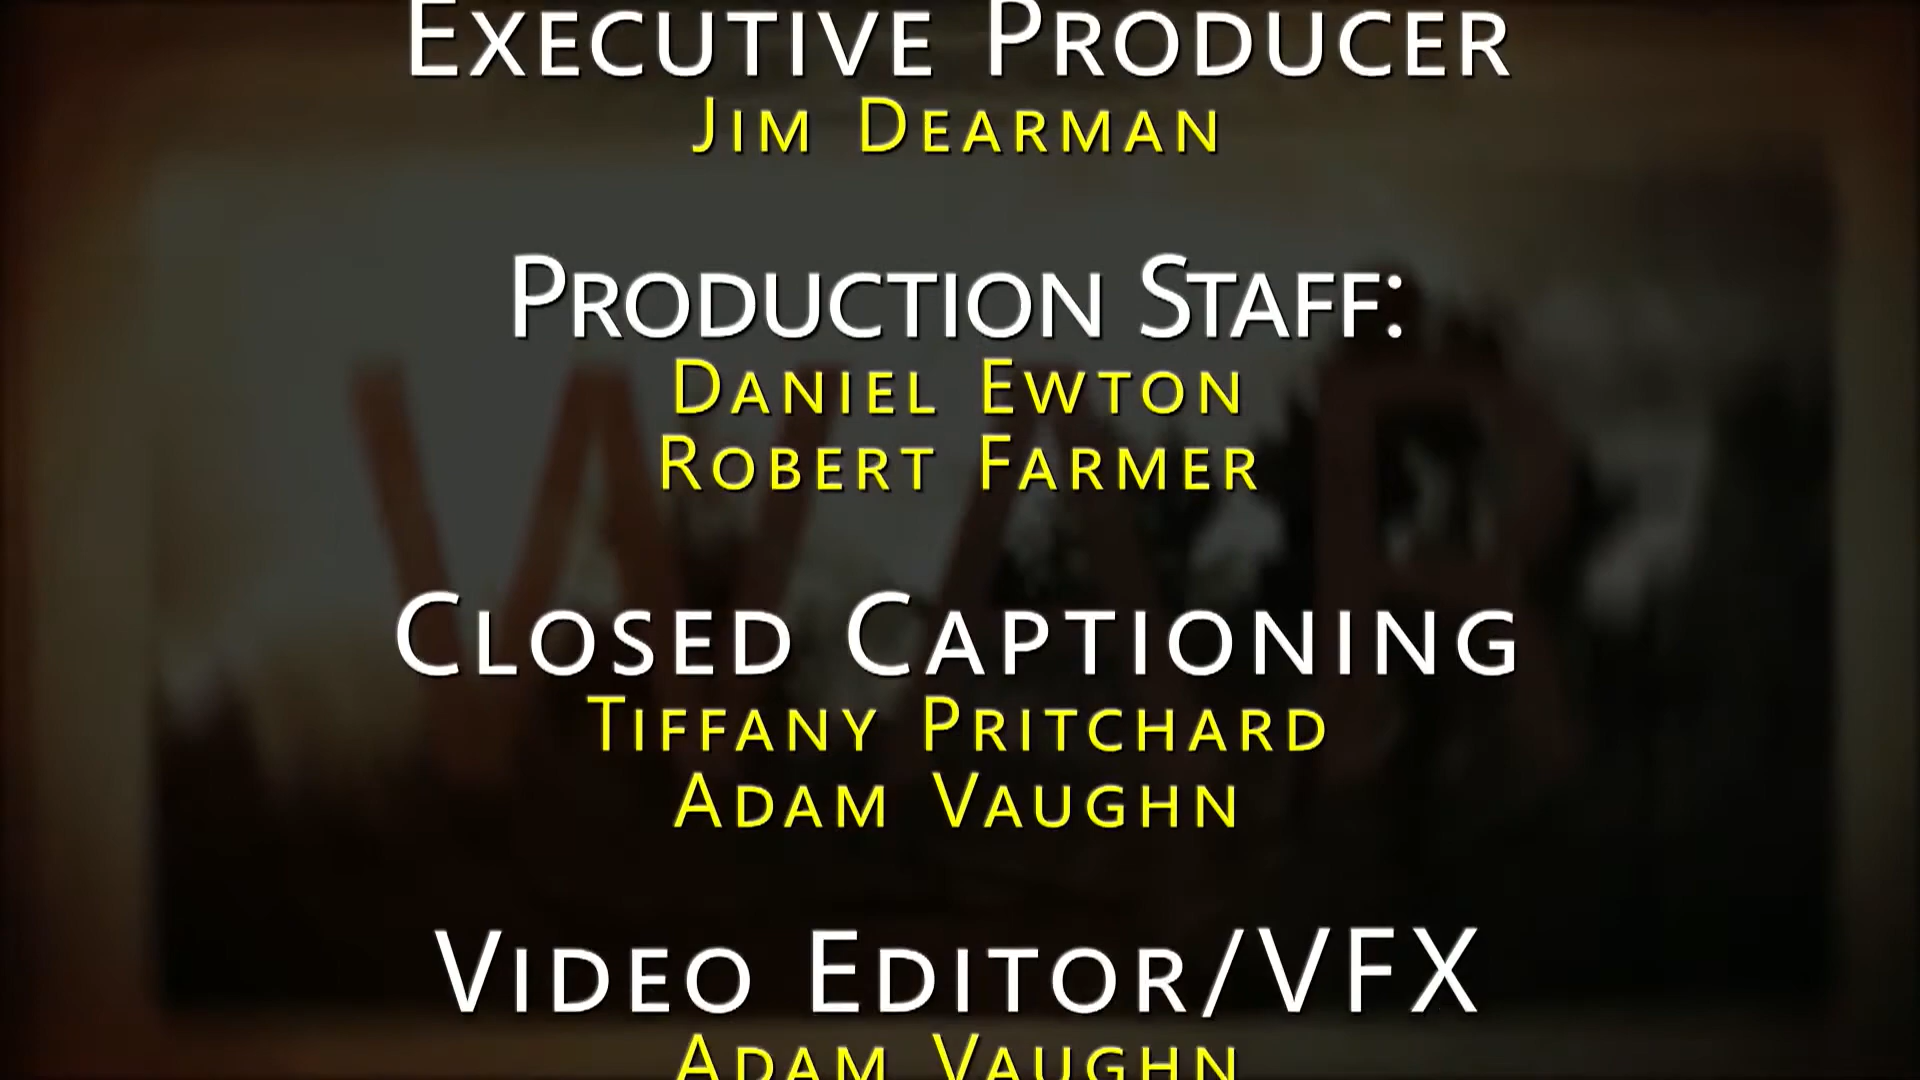 EXECUTIVE PRODUCER
JIM DEARMAN
PRODUCTION STAFF:
DANIEL EWTON
ROBERT FARMER
CLOSED CAPTIONING
TIFFANY PRITCHARD
ADAM VAUGHN
VIDEO EDITOR/VFX
ADAM VAUGHN
WAR